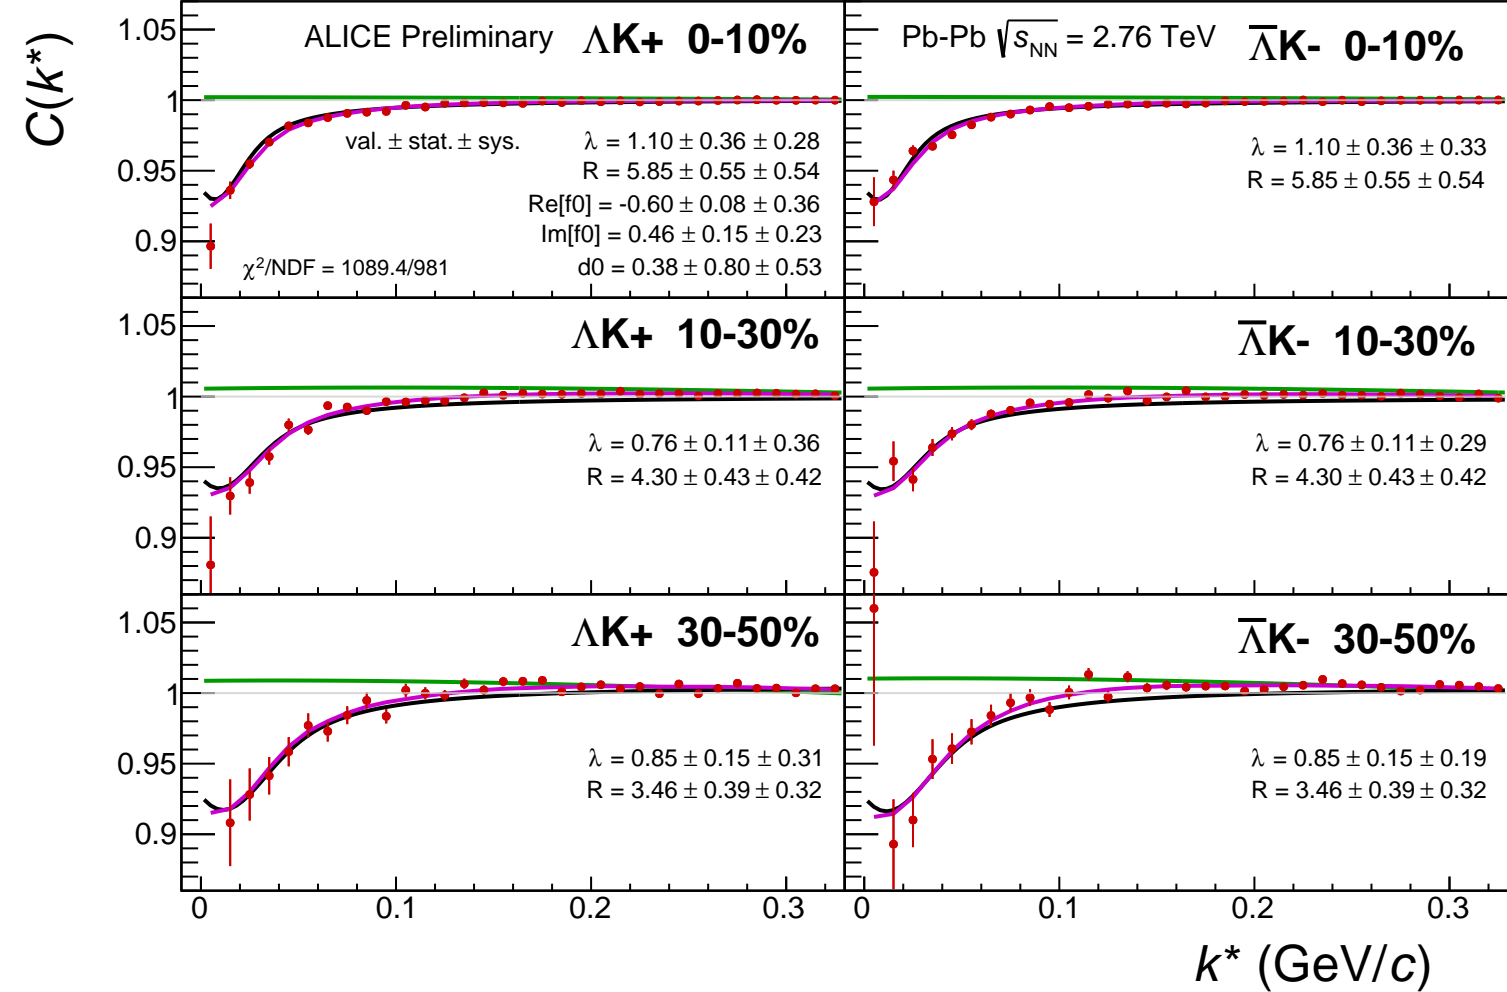 C(k*)
ALICE Preliminary ΛK+ 0-10%
1.05
1
0.95
0.9
val. ± stat. ± sys.
λ = 1.10 ± 0.36 ± 0.28
R = 5.85 ± 0.55 ± 0.54
Re[f0] = -0.60 ± 0.08 ± 0.36
Im[f0] = 0.46 ± 0.15 ± 0.23
d0 = 0.38 ± 0.80 ± 0.53
χ²/NDF = 1089.4/981
Pb-Pb √sNN = 2.76 TeV Λ̅K- 0-10%
λ = 1.10 ± 0.36 ± 0.33
R = 5.85 ± 0.55 ± 0.54
ΛK+ 10-30%
1.05
1
0.95
0.9
λ = 0.76 ± 0.11 ± 0.36
R = 4.30 ± 0.43 ± 0.42
Λ̅K- 10-30%
λ = 0.76 ± 0.11 ± 0.29
R = 4.30 ± 0.43 ± 0.42
ΛK+ 30-50%
1.05
1
0.95
0.9
λ = 0.85 ± 0.15 ± 0.31
R = 3.46 ± 0.39 ± 0.32
Λ̅K- 30-50%
λ = 0.85 ± 0.15 ± 0.19
R = 3.46 ± 0.39 ± 0.32
0 0.1 0.2 0.3 0 0.1 0.2 0.3
k* (GeV/c)